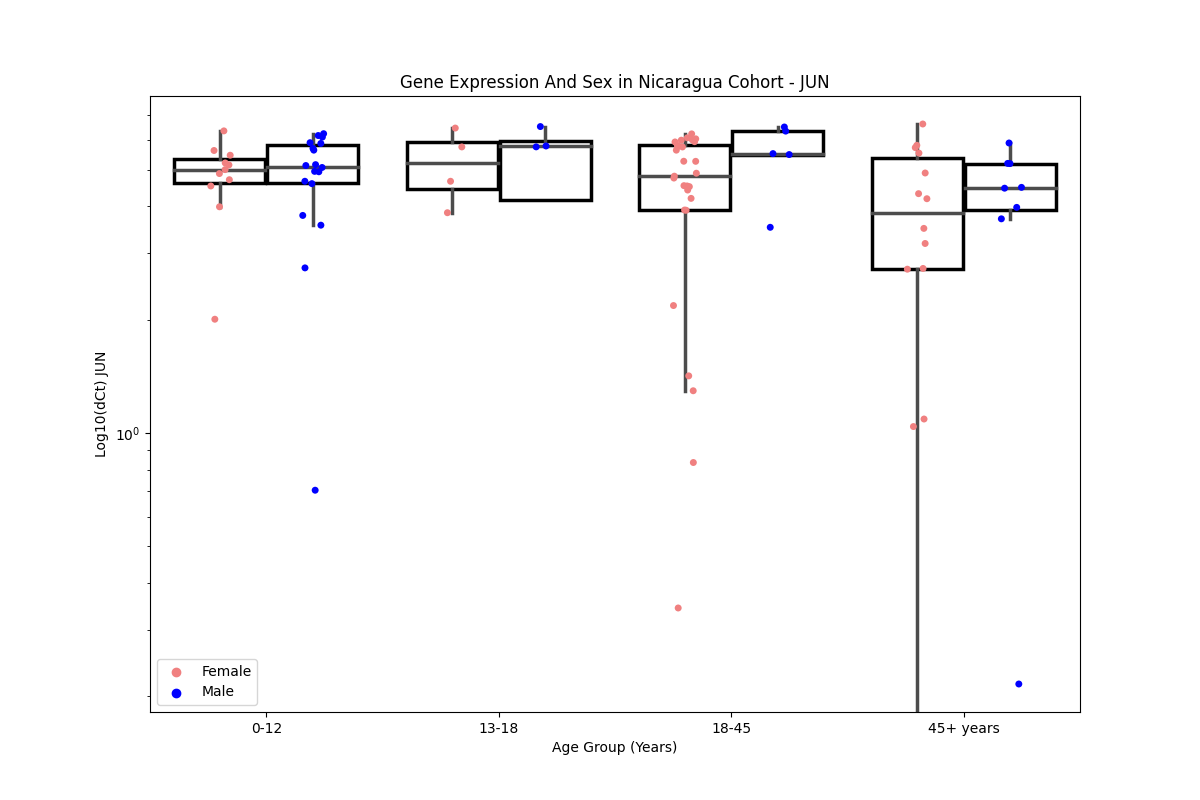 Gene Expression And Sex in Nicaragua Cohort - JUN
Log10(dCt) JUN
10⁰
Female
Male
0-12
13-18
18-45
45+ years
Age Group (Years)